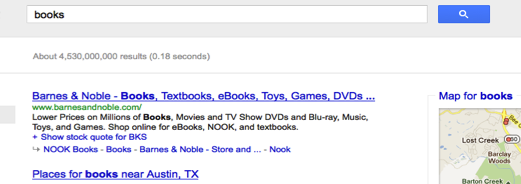 books
About 4,530,000,000 results (0.18 seconds)
Barnes & Noble - Books, Textbooks, eBooks, Toys, Games, DVDs ...
www.barnesandnoble.com/
Lower Prices on Millions of Books, Movies and TV Show DVDs and Blu-ray, Music,
Toys, and Games. Shop online for eBooks, NOOK, and textbooks.
+ Show stock quote for BKS
NOOK Books - Books - Barnes & Noble - Store and ... - Nook
Places for books near Austin, TX
Map for books
Lost Creek
Barclay
Woods
Barton Creek